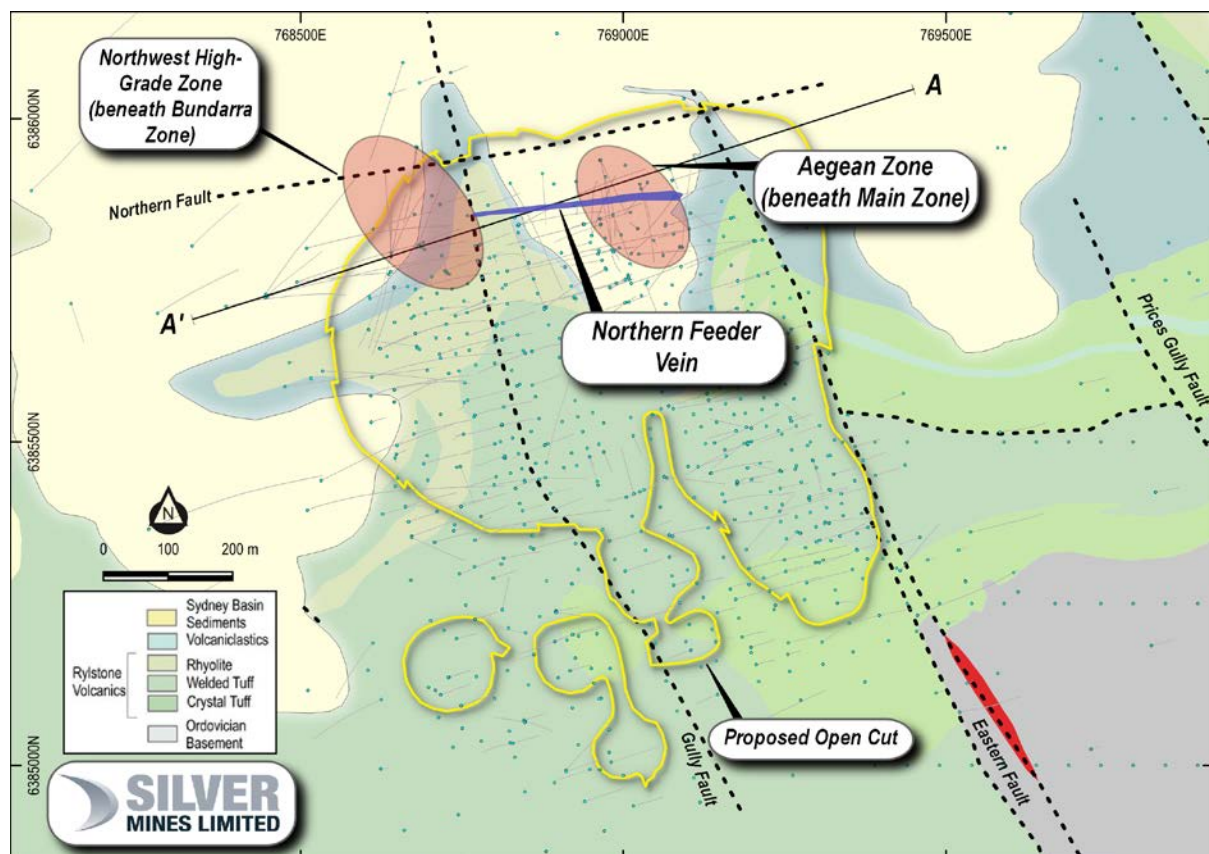 768500E
769000E
769500E
Northwest High-
Grade Zone
(beneath Bundarra
Zone)
A
6386000N
Aegean Zone
(beneath Main Zone)
Northern Fault
A'
Northern Feeder
Vein
Prices Gully Fault
6385500N
N
0 100 200 m
Sydney Basin
Sediments
Volcaniclastics
Rhyolite
Rylstone
Volcanics
Welded Tuff
Crystal Tuff
Ordovician
Basement
Proposed Open Cut
Gully Fault
Eastern Fault
6385000N
SILVER
MINES LIMITED